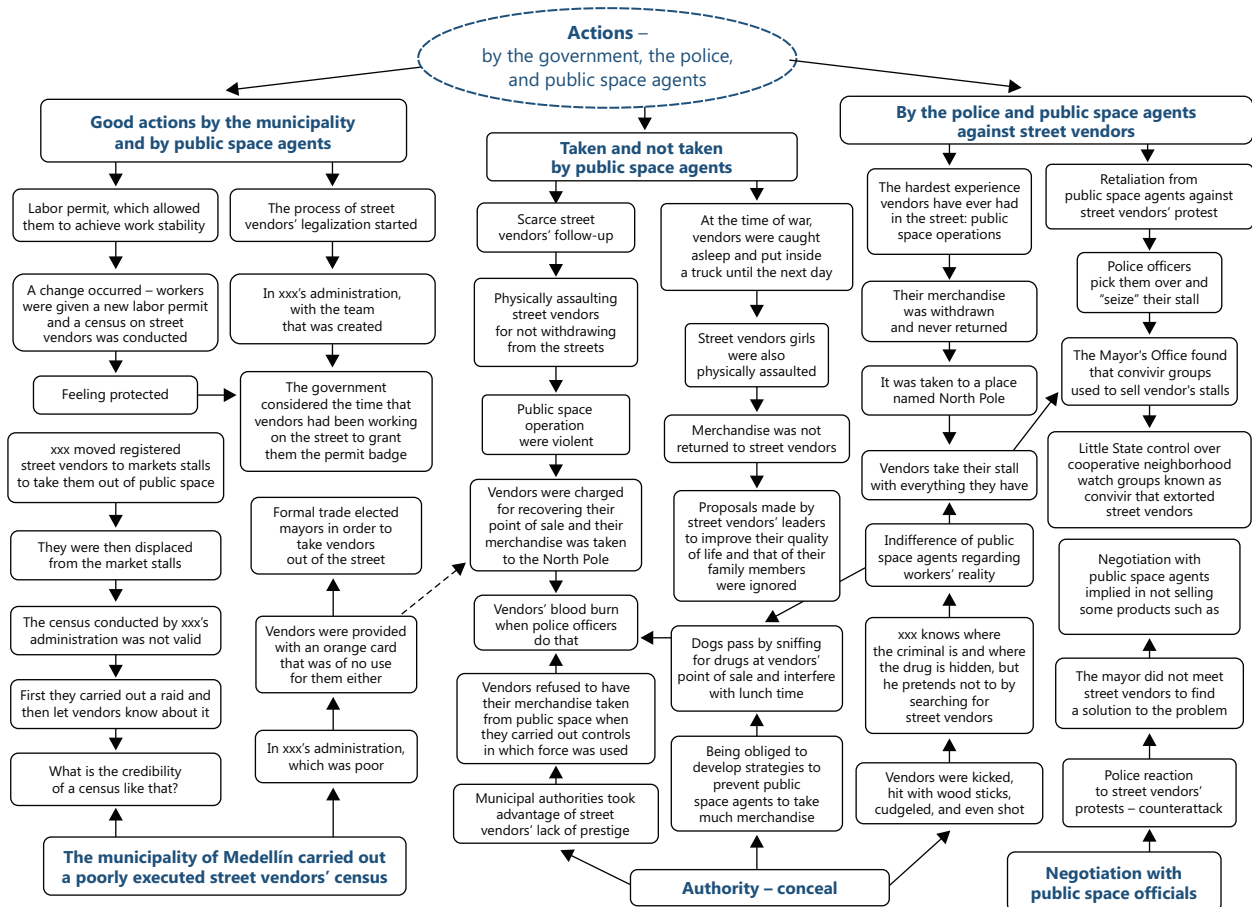 Actions –
by the government, the police,
and public space agents
Good actions by the municipality
and by public space agents
Labor permit, which allowed
them to achieve work stability
A change occurred – workers
were given a new labor permit
and a census on street
vendors was conducted
Feeling protected
The process of street
vendors' legalization started
In xxx's administration,
with the team
that was created
The government
considered the time that
vendors had been working
on the street to grant
them the permit badge
xxx moved registered
street vendors to markets stalls
to take them out of public space
They were then displaced
from the market stalls
The census conducted by xxx's
administration was not valid
First they carried out a raid and
then let vendors know about it
What is the credibility
of a census like that?
Formal trade elected
mayors in order to
take vendors
out of the street
Vendors were provided
with an orange card
that was of no use
for them either
In xxx's administration,
which was poor
The municipality of Medellín carried out
a poorly executed street vendors' census
Taken and not taken
by public space agents
Scarce street
vendors' follow-up
Physically assaulting
street vendors
for not withdrawing
from the streets
Public space
operation
were violent
Vendors were charged
for recovering their
point of sale and their
merchandise was taken
to the North Pole
Vendors' blood burn
when police officers
do that
Vendors refused to have
their merchandise taken
from public space when
they carried out controls
in which force was used
Municipal authorities took
advantage of street
vendors' lack of prestige
At the time of war,
vendors were caught
asleep and put inside
a truck until the next day
Street vendors girls
were also
physically assaulted
Merchandise was not
returned to street vendors
Proposals made by
street vendors' leaders
to improve their quality
of life and that of their
family members
were ignored
Dogs pass by sniffing
for drugs at vendors'
point of sale and interfere
with lunch time
Being obliged to
develop strategies to
prevent public
space agents to take
much merchandise
Authority – conceal
By the police and public space agents
against street vendors
The hardest experience
vendors have ever had
in the street: public
space operations
Their merchandise
was withdrawn
and never returned
It was taken to a place
named North Pole
Vendors take their stall
with everything they have
Indifference of public
space agents regarding
workers' reality
xxx knows where
the criminal is and where
the drug is hidden, but
he pretends not to by
searching for
street vendors
Vendors were kicked,
hit with wood sticks,
cudgeled, and even shot
Retaliation from
public space agents against
street vendors' protest
Police officers
pick them over and
"seize" their stall
The Mayor's Office found
that convivir groups
used to sell vendor's stalls
Little State control over
cooperative neighborhood
watch groups known as
convivir that extorted
street vendors
Negotiation with
public space agents
implied in not selling
some products such as
The mayor did not meet
street vendors to find
a solution to the problem
Police reaction
to street vendors'
protests – counterattack
Negotiation with
public space officials